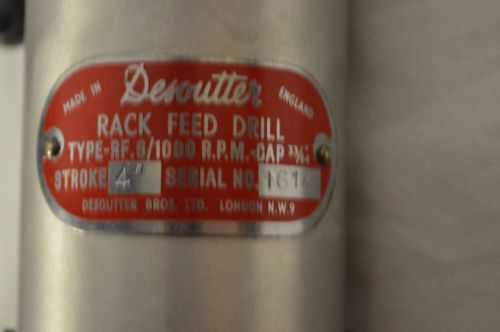 Desoutter
MADE IN ENGLAND
RACK FEED DRILL
TYPE-RF.6/1000 R.P.M.-CAP
STROKE 4" SERIAL NO. 1614
DESOUTTER BROS. LTD. LONDON N.W.9